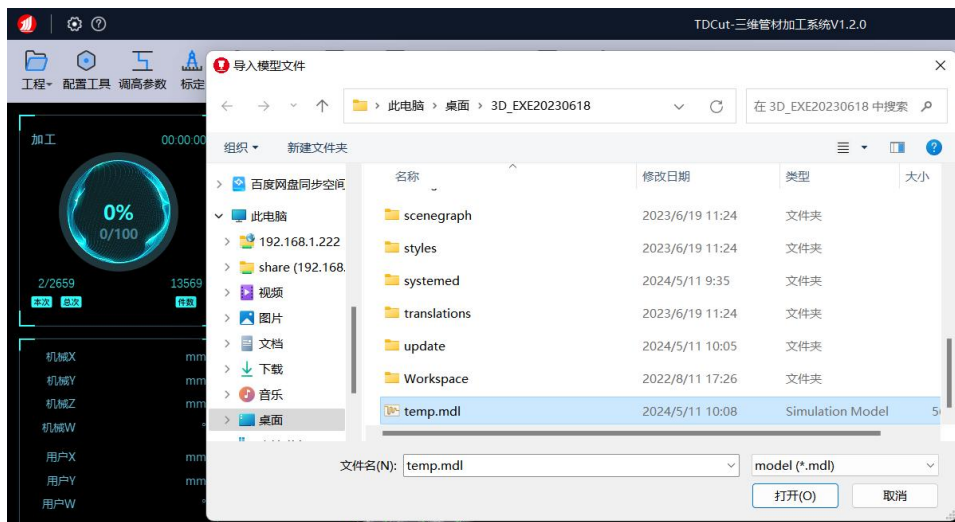 TDCut-三维管材加工系统V1.2.0
工程 配置工具 调高参数 标定
导入模型文件
此电脑 › 桌面 › 3D_EXE20230618
在 3D_EXE20230618 中搜索
组织 新建文件夹
名称 修改日期 类型 大小
百度网盘同步空间
此电脑
192.168.1.222
share (192.168.
视频
图片
文档
下载
音乐
桌面
scenegraph 2023/6/19 11:24 文件夹
styles 2023/6/19 11:24 文件夹
systemed 2024/5/11 9:35 文件夹
translations 2023/6/19 11:24 文件夹
update 2024/5/11 10:05 文件夹
Workspace 2022/8/11 17:26 文件夹
temp.mdl 2024/5/11 10:08 Simulation Model
文件名(N): temp.mdl model (*.mdl)
打开(O) 取消
加工 00:00:00
0%
0/100
2/2659 13569
本次 总次 件数
机械X mm
机械Y mm
机械Z mm
机械W °
用户X mm
用户Y mm
用户W